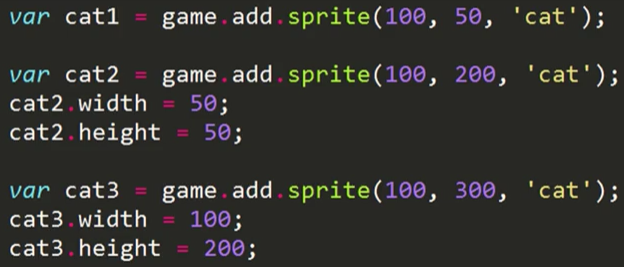 var cat1 = game.add.sprite(100, 50, 'cat');
var cat2 = game.add.sprite(100, 200, 'cat');
cat2.width = 50;
cat2.height = 50;
var cat3 = game.add.sprite(100, 300, 'cat');
cat3.width = 100;
cat3.height = 200;